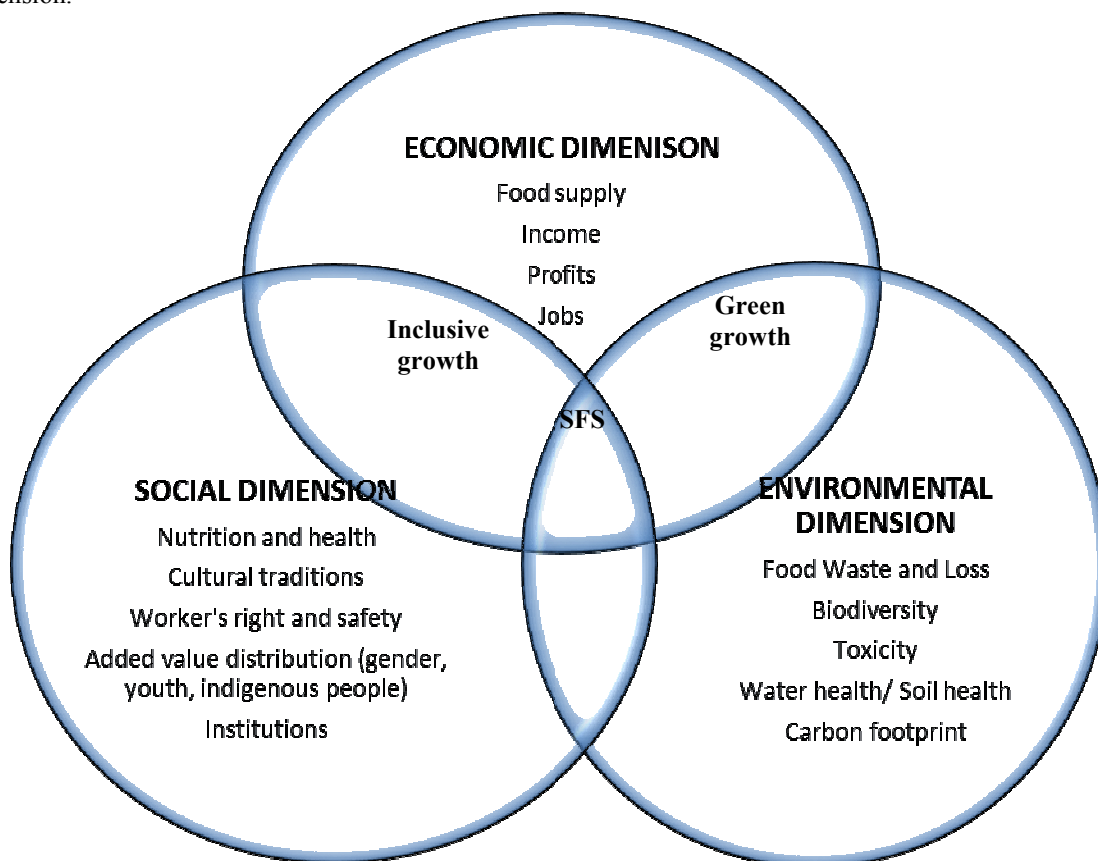 ension.
ECONOMIC DIMENISON
Food supply
Income
Profits
Jobs
Inclusive
growth
Green
growth
SFS
SOCIAL DIMENSION
Nutrition and health
Cultural traditions
Worker's right and safety
Added value distribution (gender,
youth, indigenous people)
Institutions
ENVIRONMENTAL
DIMENSION
Food Waste and Loss
Biodiversity
Toxicity
Water health/ Soil health
Carbon footprint